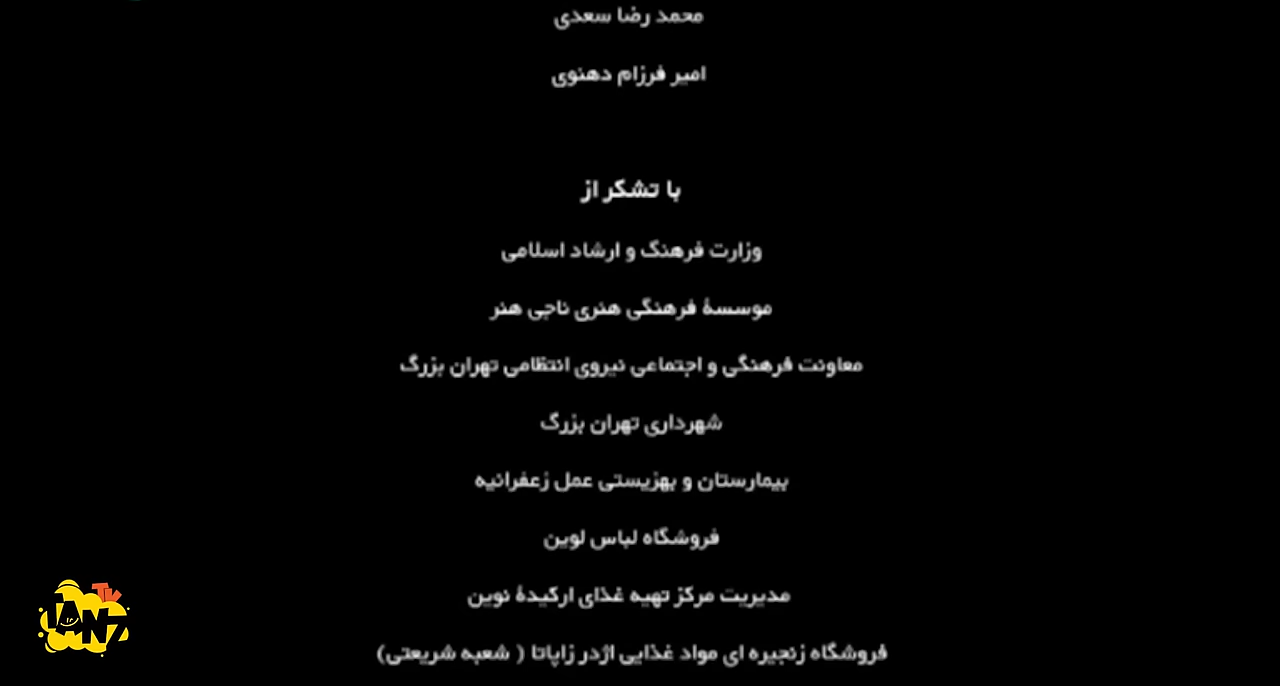 محمد رضا سعدی
امیر فرزام دهنوی
با تشکر از
وزارت فرهنگ و ارشاد اسلامی
موسسهٔ فرهنگی هنری ناجی هنر
معاونت فرهنگی و اجتماعی نیروی انتظامی تهران بزرگ
شهرداری تهران بزرگ
بیمارستان و بهزیستی عمل زعفرانیه
فروشگاه لباس لوین
مدیریت مرکز تهیه غذای ارکیدهٔ نوین
فروشگاه زنجیره ای مواد غذایی اژدر زاپاتا ( شعبه شریعتی)
TV